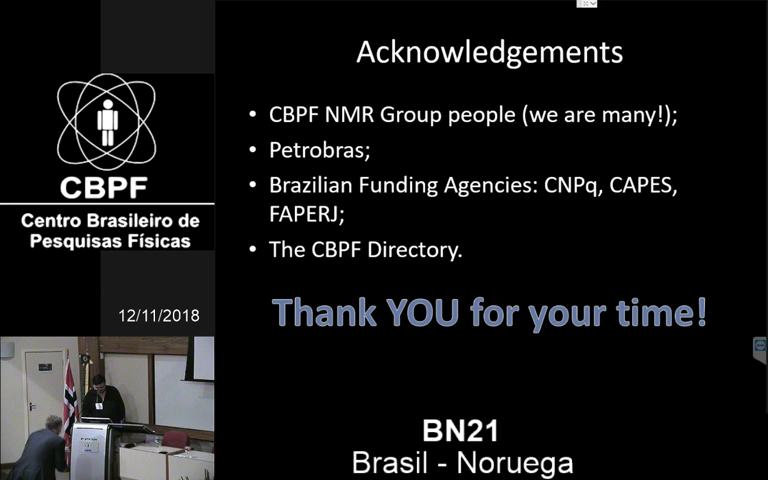 Acknowledgements
• CBPF NMR Group people (we are many!);
• Petrobras;
• Brazilian Funding Agencies: CNPq, CAPES,
FAPERJ;
• The CBPF Directory.
Thank YOU for your time!
CBPF
Centro Brasileiro de
Pesquisas Físicas
12/11/2018
BN21
Brasil - Noruega